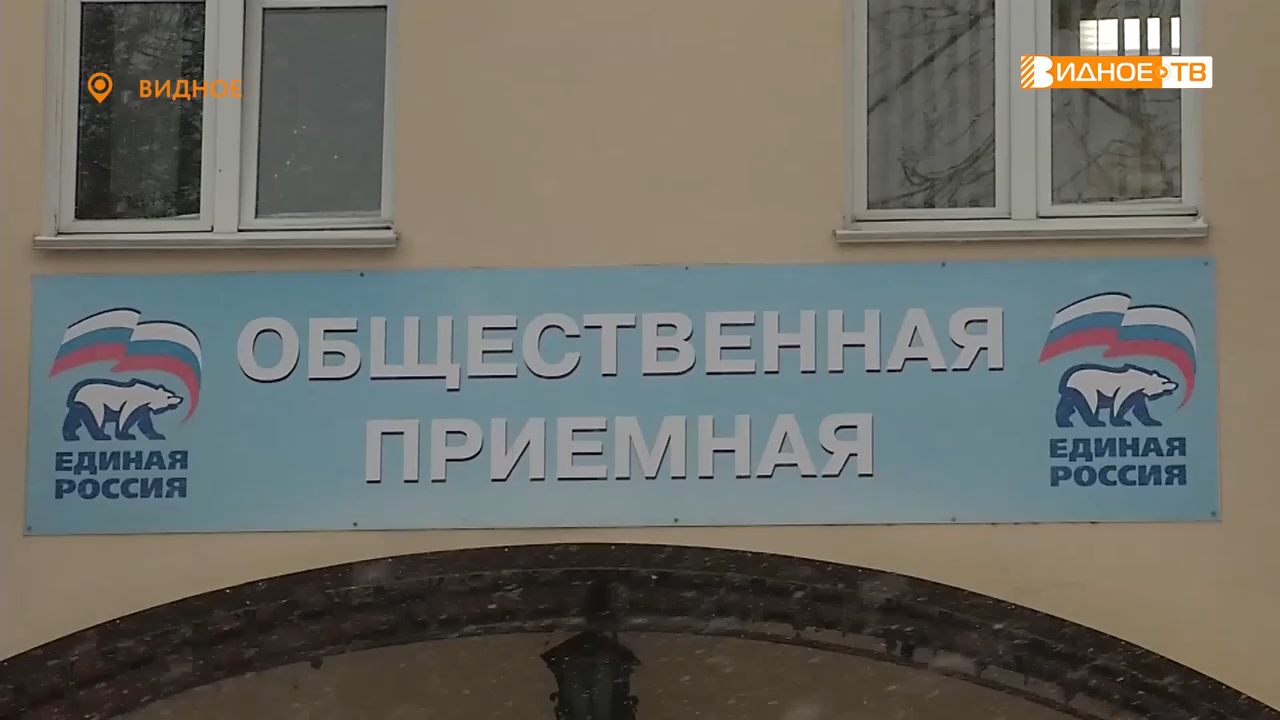 ВИДНОЕ
ВИДНОЕ ТВ
ОБЩЕСТВЕННАЯ
ПРИЕМНАЯ
ЕДИНАЯ
РОССИЯ
ЕДИНАЯ
РОССИЯ